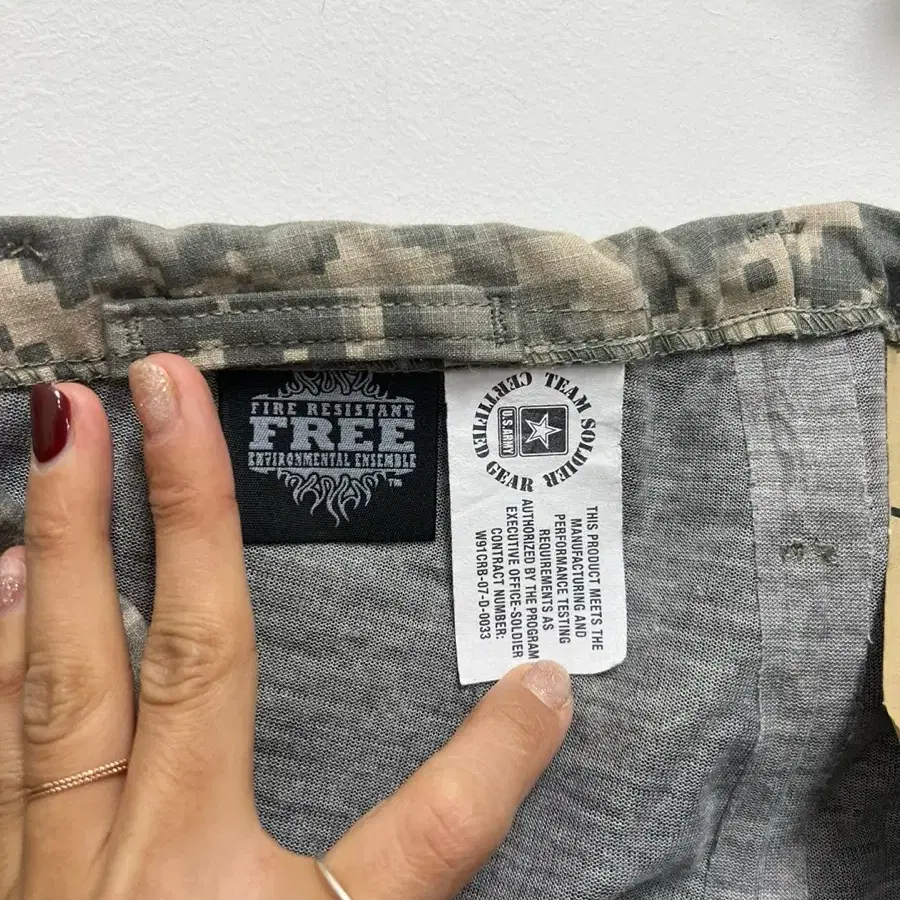 FIRE RESISTANT
FREE
ENVIRONMENTAL ENSEMBLE
TM
TEAM SOLDIER
CERTIFIED GEAR
U.S. ARMY
THIS PRODUCT MEETS THE
MANUFACTURING AND
PERFORMANCE TESTING
REQUIREMENTS AS
AUTHORIZED BY THE PROGRAM
EXECUTIVE OFFICE-SOLDIER
CONTRACT NUMBER:
W91CRB-07-D-0033